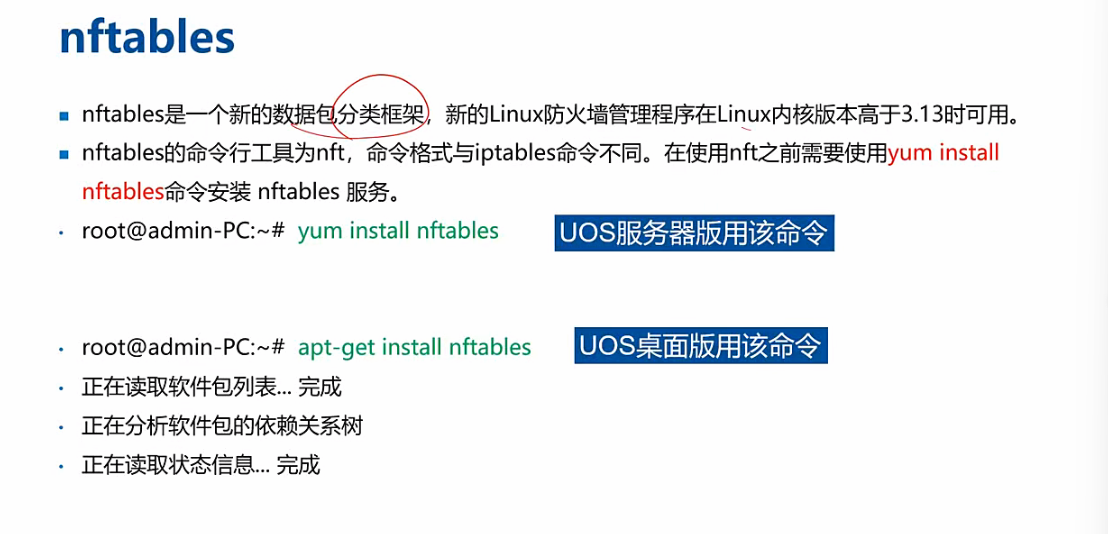 nftables
nftables是一个新的数据包分类框架，新的Linux防火墙管理程序在Linux内核版本高于3.13时可用。
nftables的命令行工具为nft，命令格式与iptables命令不同。在使用nft之前需要使用yum install
nftables命令安装 nftables 服务。
root@admin-PC:~# yum install nftables UOS服务器版用该命令
root@admin-PC:~# apt-get install nftables UOS桌面版用该命令
正在读取软件包列表... 完成
正在分析软件包的依赖关系树
正在读取状态信息... 完成